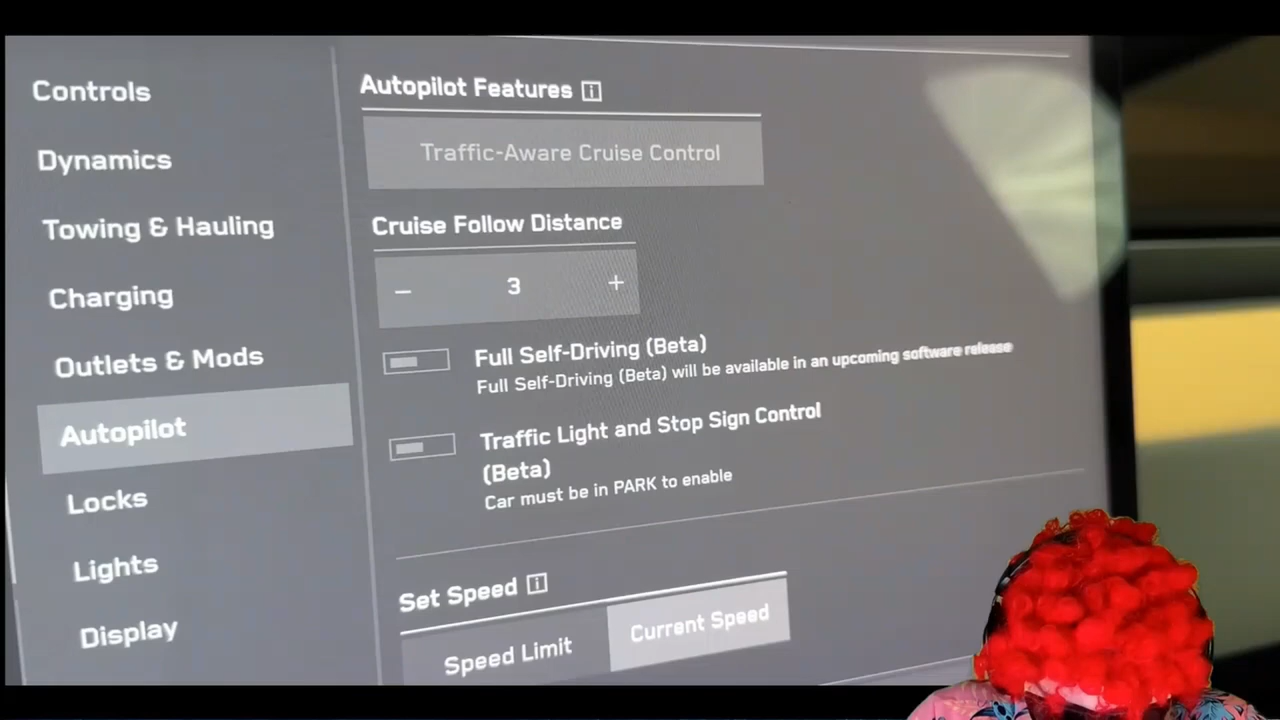 Controls
Dynamics
Towing & Hauling
Charging
Outlets & Mods
Autopilot
Locks
Lights
Display
Autopilot Features
Traffic-Aware Cruise Control
Cruise Follow Distance
– 3 +
Full Self-Driving (Beta)
Full Self-Driving (Beta) will be available in an upcoming software release
Traffic Light and Stop Sign Control
(Beta)
Car must be in PARK to enable
Set Speed
Speed Limit
Current Speed